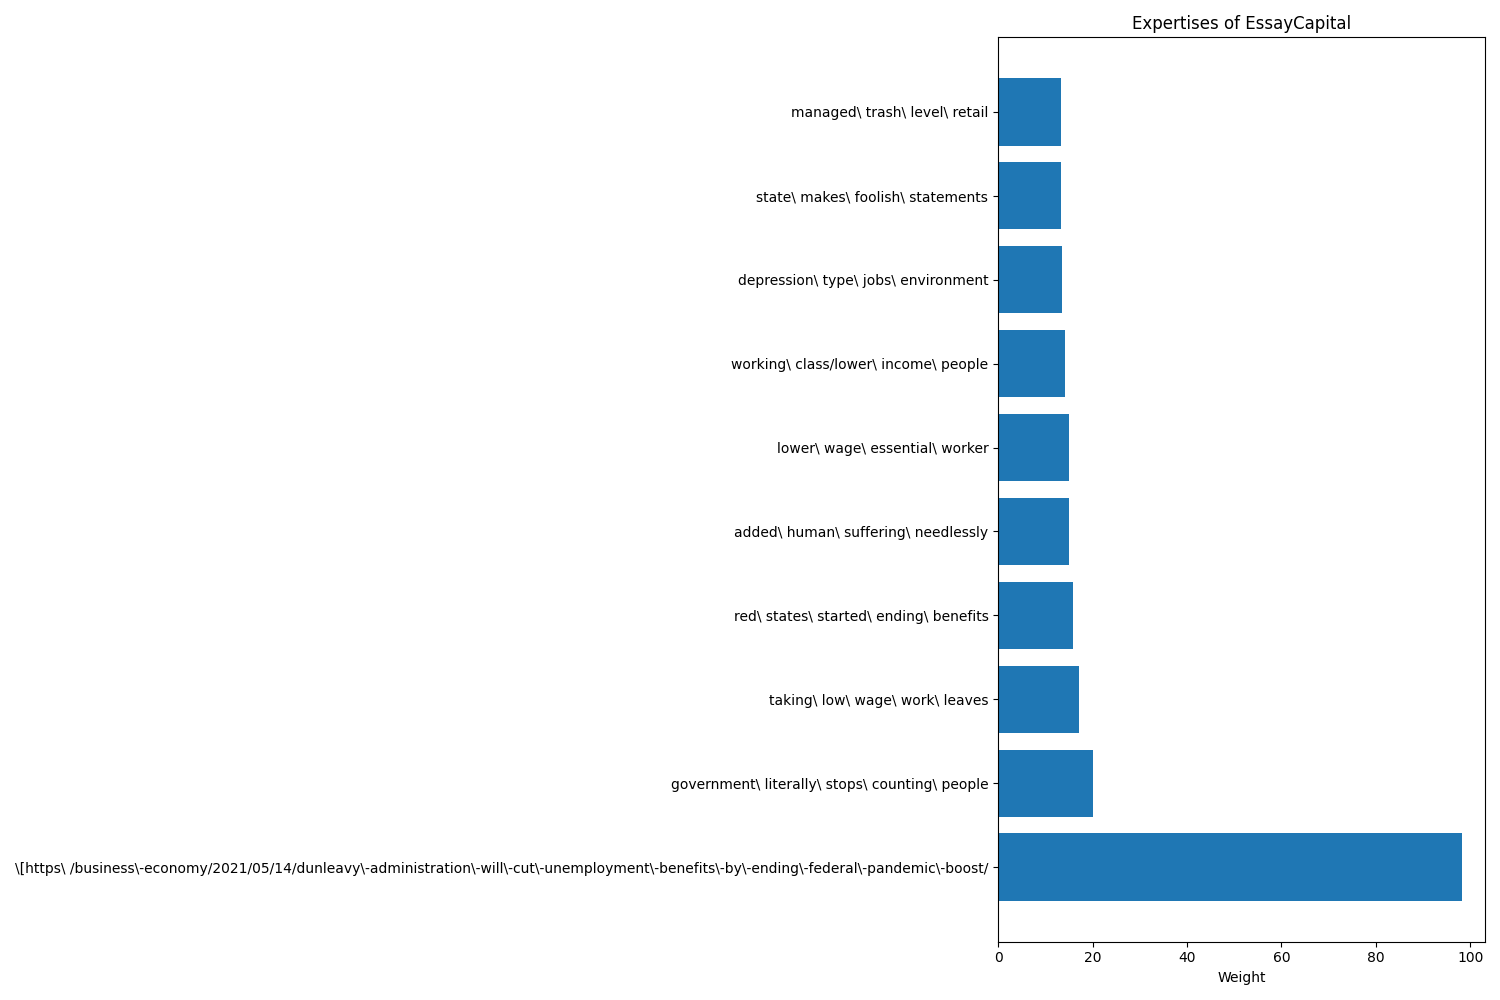 Expertises of EssayCapital
managed\ trash\ level\ retail
state\ makes\ foolish\ statements
depression\ type\ jobs\ environment
working\ class/lower\ income\ people
lower\ wage\ essential\ worker
added\ human\ suffering\ needlessly
red\ states\ started\ ending\ benefits
taking\ low\ wage\ work\ leaves
government\ literally\ stops\ counting\ people
\[https\ /business\-economy/2021/05/14/dunleavy\-administration\-will\-cut\-unemployment\-benefits\-by\-ending\-federal\-pandemic\-boost/
0 20 40 60 80 100
Weight